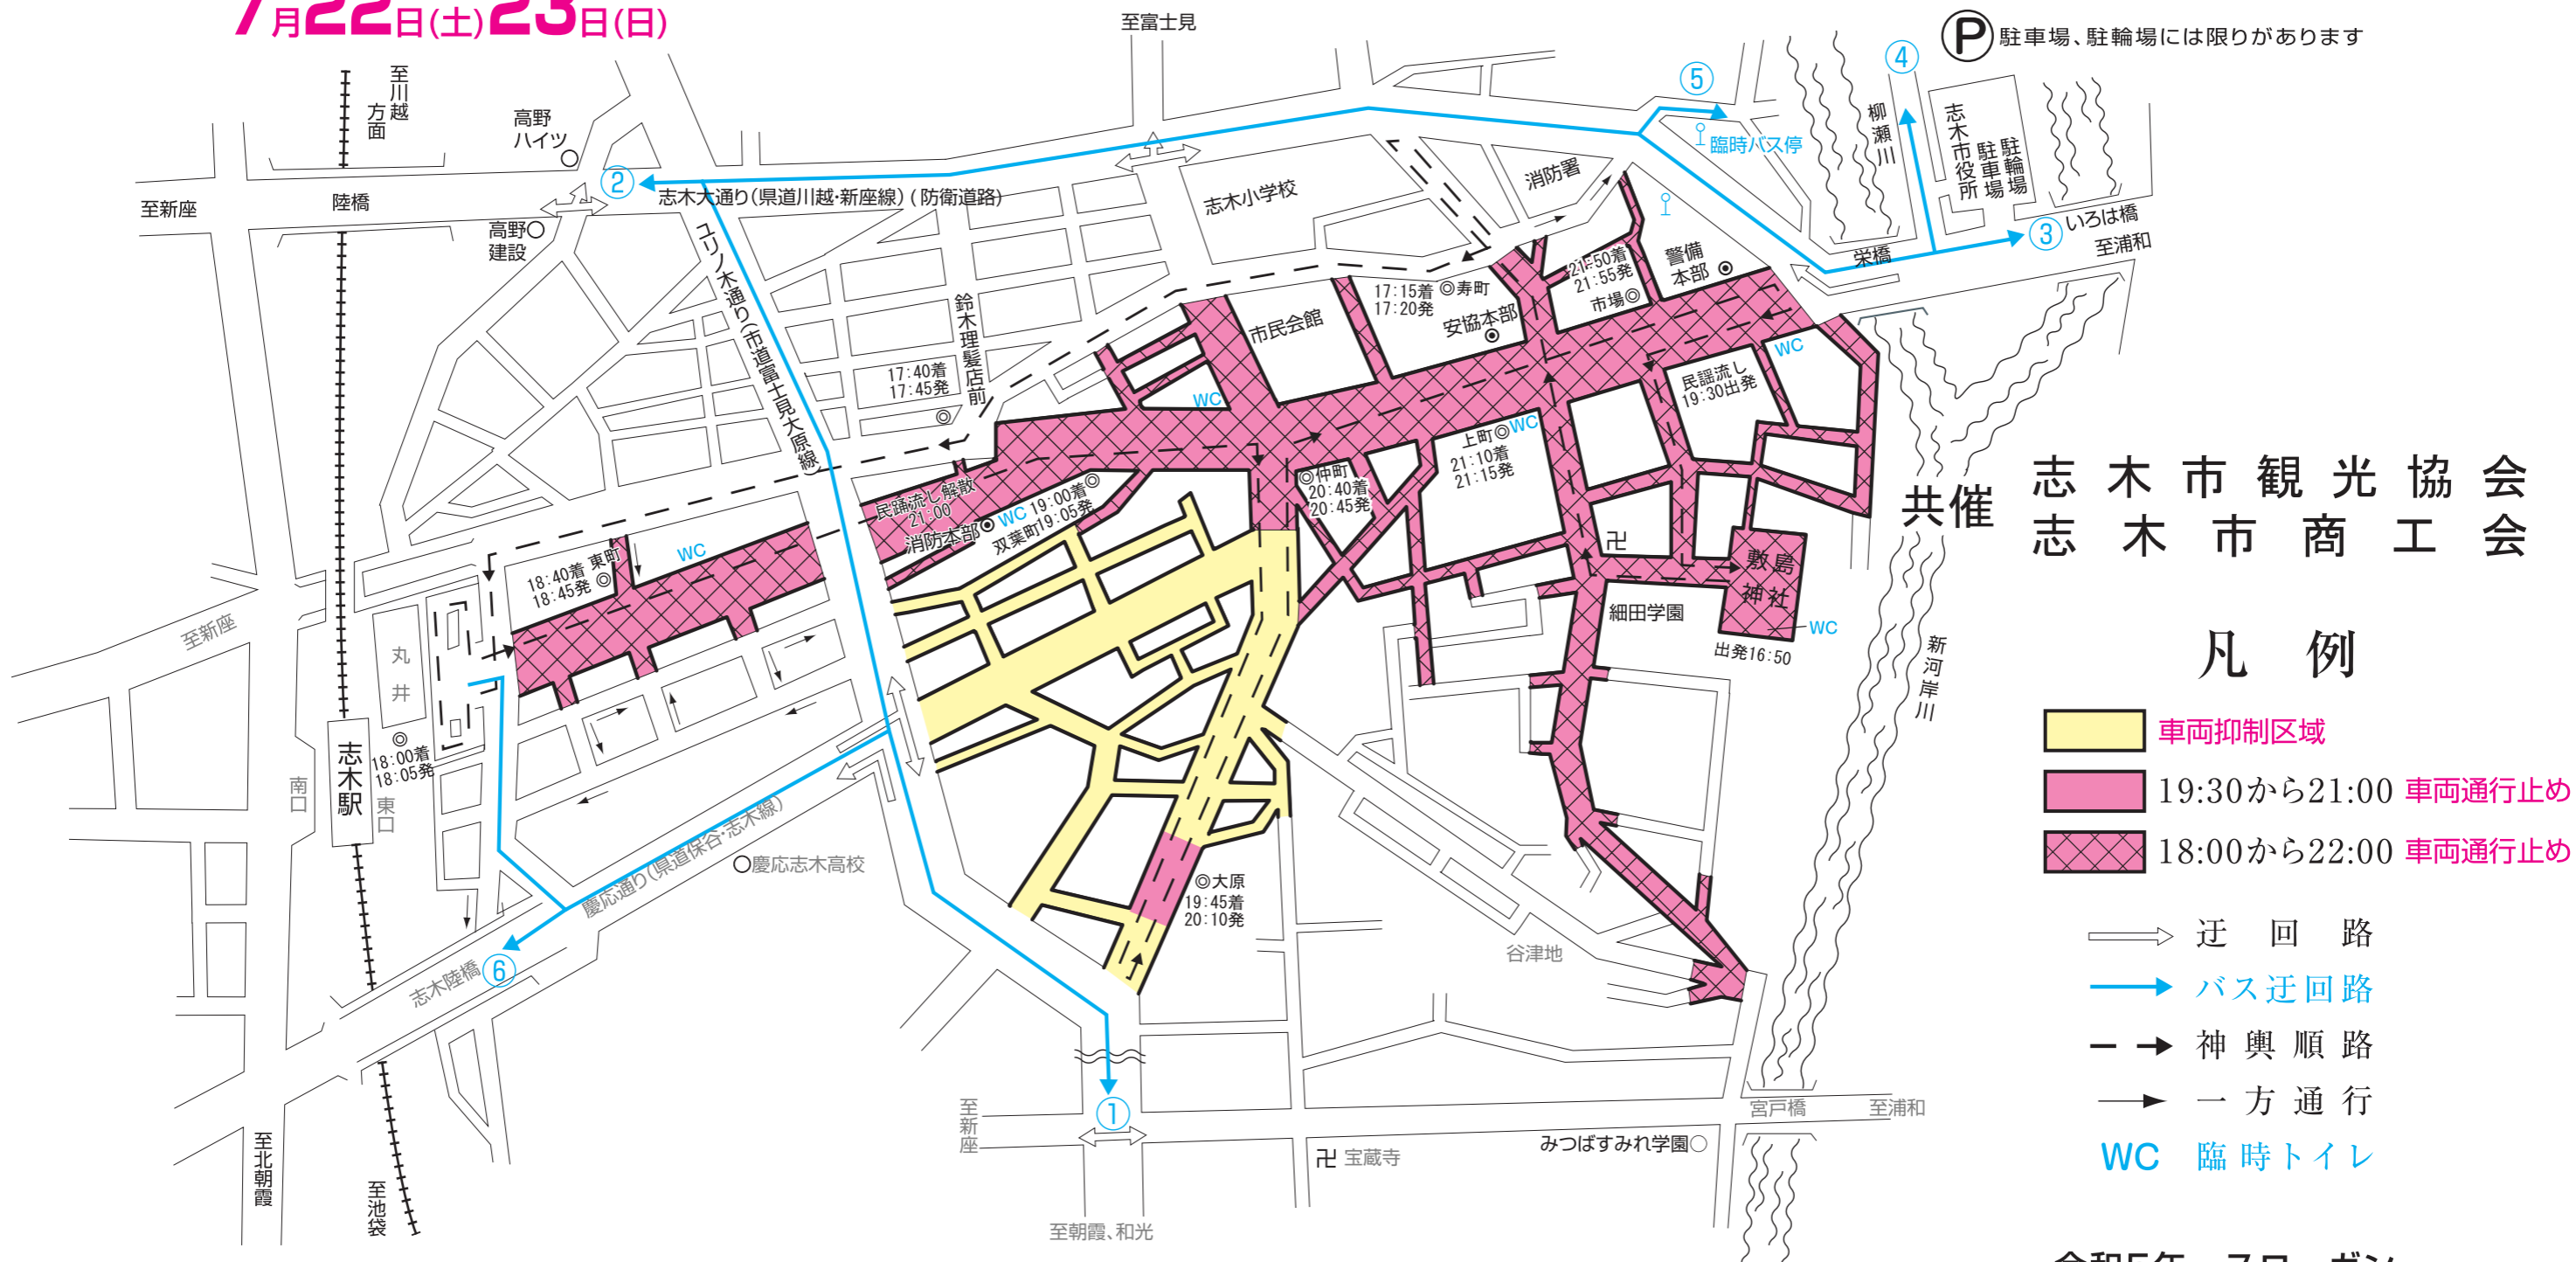 7月22日(土)23日(日)
至富士見
Ⓟ 駐車場、駐輪場には限りがあります
至川越
方面
高野
ハイツ
②
④
⑤
臨時バス停
柳瀬川
志木市役所
駐車場
駐輪場
至新座
陸橋
志木大通り(県道川越・新座線)(防衛道路)
志木小学校
消防署
高野
建設
③
いろは橋
至浦和
栄橋
ユリノ木通り(市道富士見大原線)
鈴木理髪店前
17:40着
17:45発
市民会館
17:15着
17:20発
寿町
安協本部
21:50着
21:55発
市場
警備
本部
WC
民謡流し
19:30出発
WC
上町
WC
21:10着
21:15発
仲町
20:40着
20:45発
民踊流し解散
21:00
消防本部
WC
19:00着
双葉町19:05発
WC
18:40着 東町
18:45発
卍
敷島
神社
WC
細田学園
出発16:50
新河岸川
至新座
丸井
18:00着
18:05発
志木駅
南口
東口
慶応通り(県道保谷・志木線)
慶応志木高校
志木陸橋
⑥
大原
19:45着
20:10発
谷津地
至北朝霞
至池袋
至新座
①
至朝霞、和光
卍 宝蔵寺
みつばすみれ学園
宮戸橋
至浦和
共催
志木市観光協会
志木市商工会
凡例
車両抑制区域
19:30から21:00 車両通行止め
18:00から22:00 車両通行止め
迂回路
バス迂回路
神輿順路
一方通行
WC 臨時トイレ
令和5年 スローガン